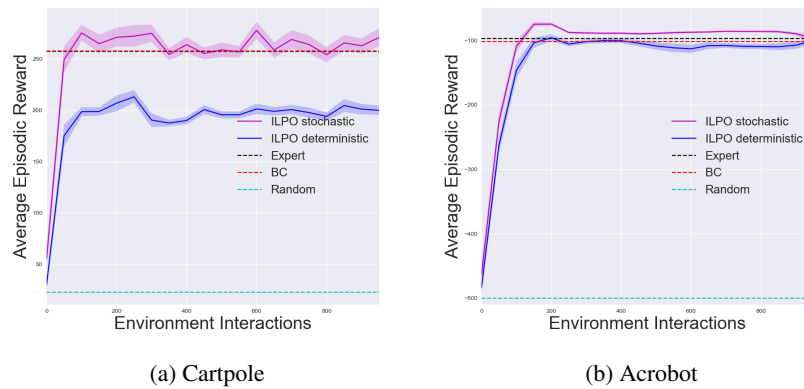 Average Episodic Reward
250
200
150
100
50
0
200
400
600
800
ILPO stochastic
ILPO deterministic
Expert
BC
Random
Environment Interactions
(a) Cartpole
Average Episodic Reward
−100
−200
−300
−400
−500
0
200
400
600
800
ILPO stochastic
ILPO deterministic
Expert
BC
Random
Environment Interactions
(b) Acrobot